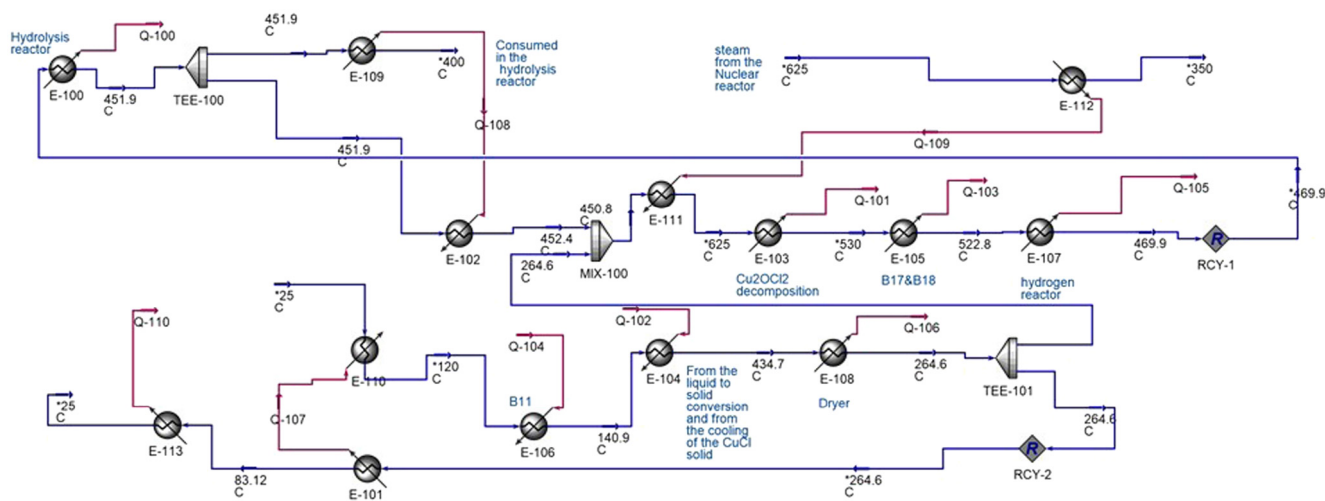 Hydrolysis
reactor
Q-100
E-100
451.9
C
TEE-100
451.9
C
E-109
*400
C
Consumed
in the
hydrolysis
reactor
Q-108
451.9
C
steam
from the
Nuclear
reactor
*625
C
E-112
*350
C
Q-109
E-102
452.4
C
450.8
C
264.6
C
MIX-100
E-111
*625
C
Q-101
E-103
Cu2OCl2
decomposition
*530
C
Q-103
E-105
B17&B18
522.8
C
Q-105
E-107
hydrogen
reactor
469.9
C
RCY-1
*469.9
C
*25
C
Q-110
E-110
*120
C
Q-104
B11
E-106
140.9
C
Q-102
E-104
From the
liquid to
solid
conversion
and from
the cooling
of the CuCl
solid
434.7
C
Q-106
E-108
Dryer
264.6
C
TEE-101
264.6
C
RCY-2
*264.6
C
E-101
Q-107
83.12
C
E-113
*25
C